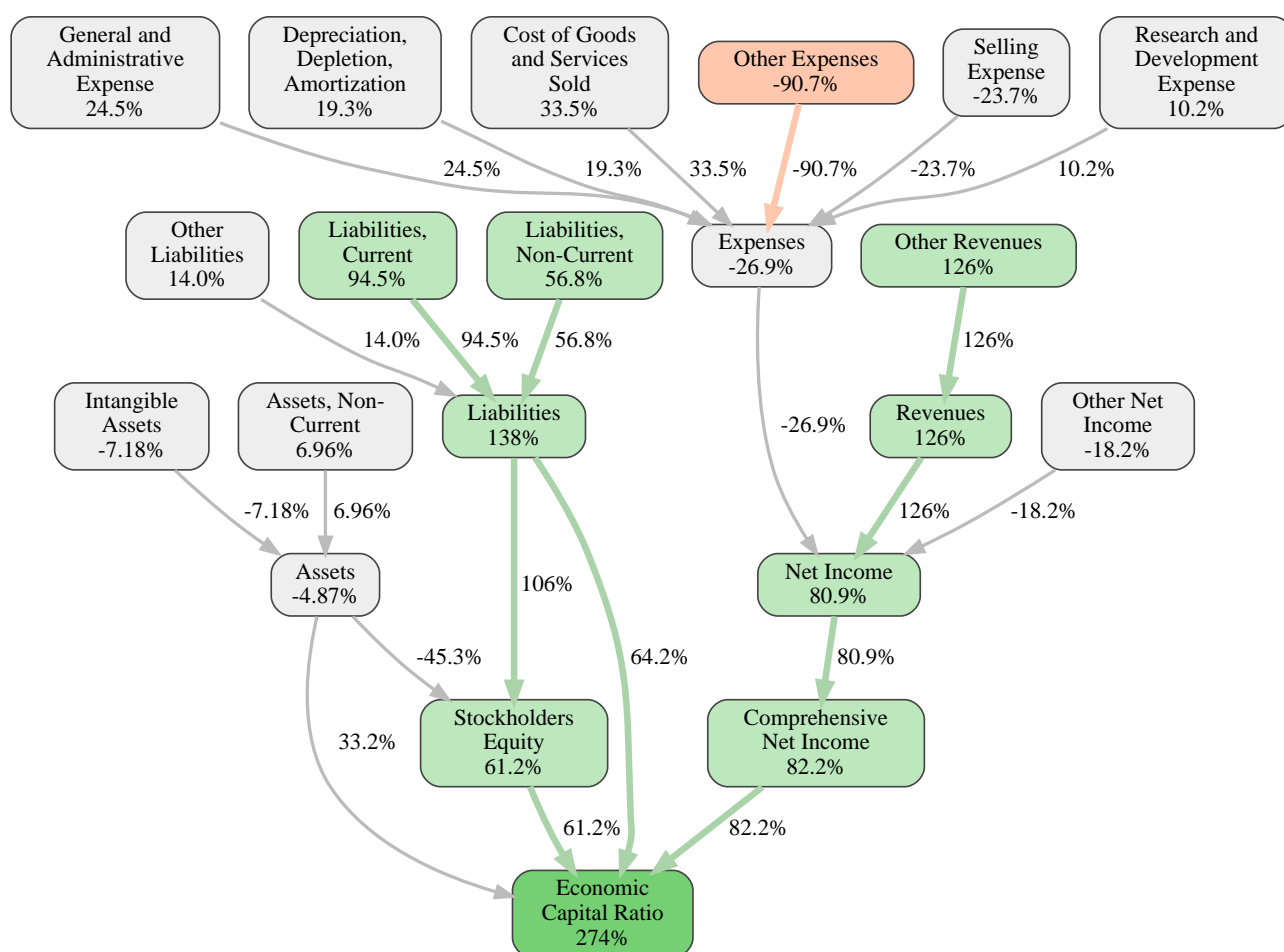 General and
Administrative
Expense
24.5%
Depreciation,
Depletion,
Amortization
19.3%
Cost of Goods
and Services
Sold
33.5%
Other Expenses
-90.7%
Selling
Expense
-23.7%
Research and
Development
Expense
10.2%
24.5%
19.3%
33.5%
-90.7%
-23.7%
10.2%
Other
Liabilities
14.0%
Liabilities,
Current
94.5%
Liabilities,
Non-Current
56.8%
Expenses
-26.9%
Other Revenues
126%
14.0%
94.5%
56.8%
126%
Intangible
Assets
-7.18%
Assets, Non-
Current
6.96%
Liabilities
138%
-26.9%
Revenues
126%
Other Net
Income
-18.2%
-7.18%
6.96%
126%
-18.2%
Assets
-4.87%
106%
Net Income
80.9%
-45.3%
64.2%
80.9%
33.2%
Stockholders
Equity
61.2%
Comprehensive
Net Income
82.2%
61.2%
82.2%
Economic
Capital Ratio
274%